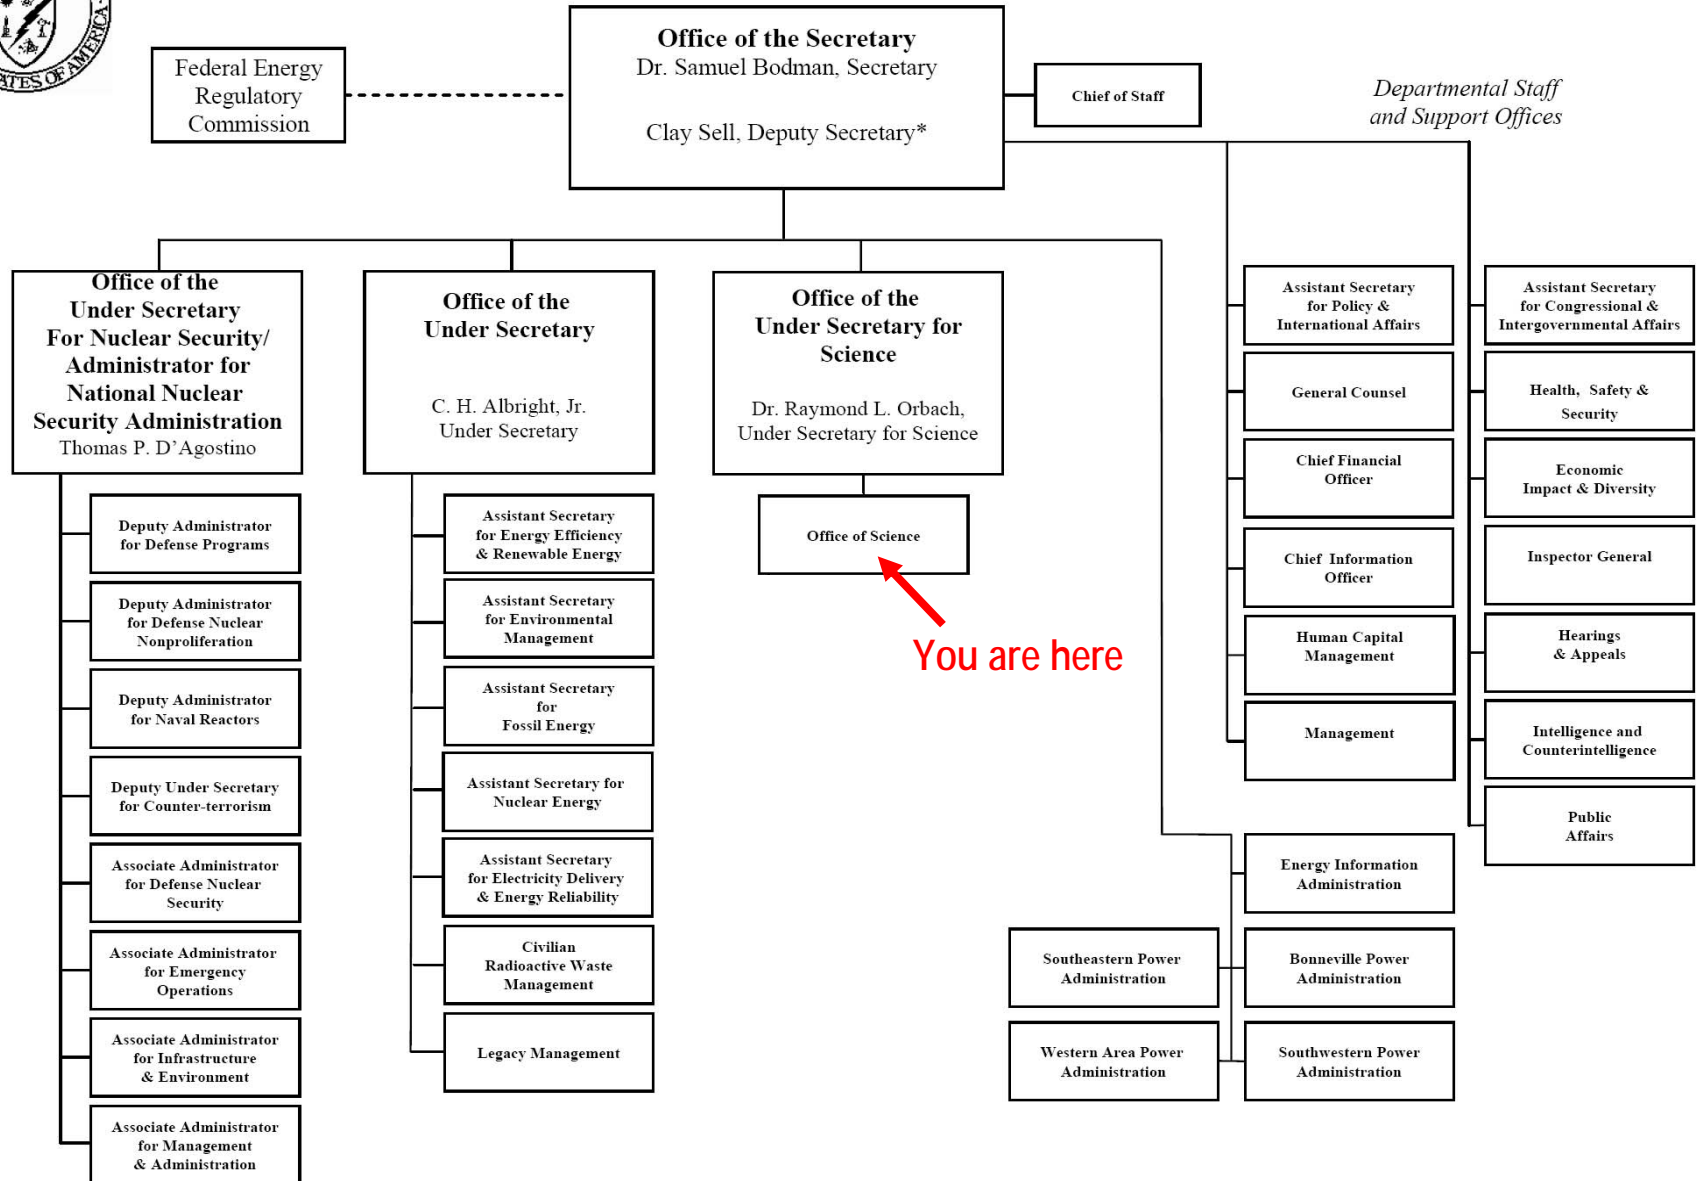 ATES OF AMERICA
Federal Energy
Regulatory
Commission
Office of the Secretary
Dr. Samuel Bodman, Secretary
Clay Sell, Deputy Secretary*
Chief of Staff
Departmental Staff
and Support Offices
Office of the
Under Secretary
For Nuclear Security/
Administrator for
National Nuclear
Security Administration
Thomas P. D’Agostino
Deputy Administrator
for Defense Programs
Deputy Administrator
for Defense Nuclear
Nonproliferation
Deputy Administrator
for Naval Reactors
Deputy Under Secretary
for Counter-terrorism
Associate Administrator
for Defense Nuclear
Security
Associate Administrator
for Emergency
Operations
Associate Administrator
for Infrastructure
& Environment
Associate Administrator
for Management
& Administration
Office of the
Under Secretary
C. H. Albright, Jr.
Under Secretary
Assistant Secretary
for Energy Efficiency
& Renewable Energy
Assistant Secretary
for Environmental
Management
Assistant Secretary
for
Fossil Energy
Assistant Secretary for
Nuclear Energy
Assistant Secretary
for Electricity Delivery
& Energy Reliability
Civilian
Radioactive Waste
Management
Legacy Management
Office of the
Under Secretary for
Science
Dr. Raymond L. Orbach,
Under Secretary for Science
Office of Science
You are here
Assistant Secretary
for Policy &
International Affairs
General Counsel
Chief Financial
Officer
Chief Information
Officer
Human Capital
Management
Management
Assistant Secretary
for Congressional &
Intergovernmental Affairs
Health, Safety &
Security
Economic
Impact & Diversity
Inspector General
Hearings
& Appeals
Intelligence and
Counterintelligence
Public
Affairs
Energy Information
Administration
Southeastern Power
Administration
Bonneville Power
Administration
Western Area Power
Administration
Southwestern Power
Administration